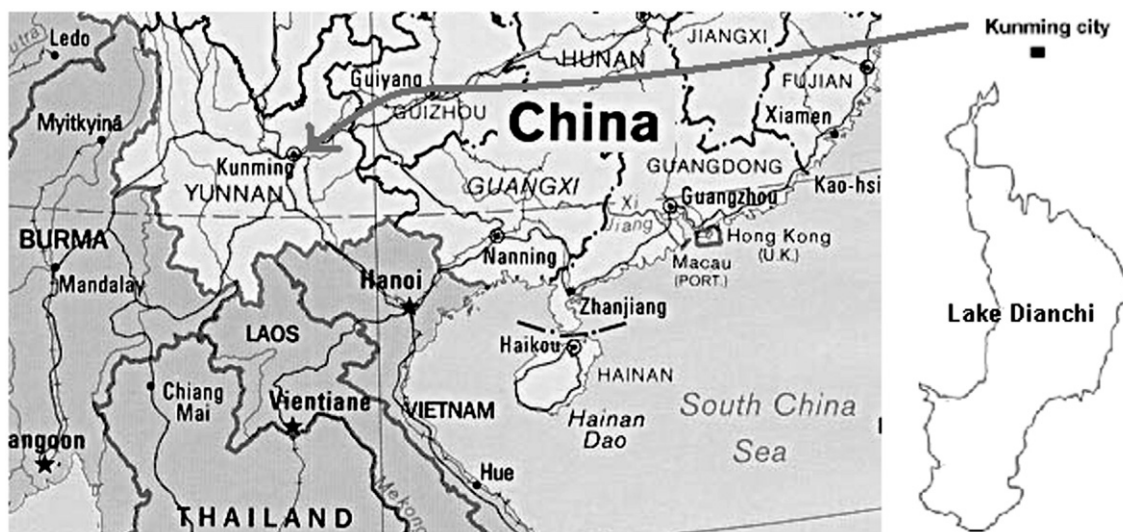 Ledo
HUNAN
JIANGXI
Kunming city
Guiyang
GUIZHOU
FUJIAN
China
Myitkyinā
Xiamen
Kunming
YUNNAN
GUANGXI
GUANGDONG
Kao-hsi
Guangzhou
Xi
Jiang
BURMA
Mandalay
Nanning
Hong Kong
(U.K.)
Macau
(PORT.)
Hanoi
Zhanjiang
Lake Dianchi
LAOS
Haikou
HAINAN
Chiang
Mai
Vientiane
VIETNAM
Hainan
Dao
South China
Sea
angoon
Hue
THAILAND
Mekong